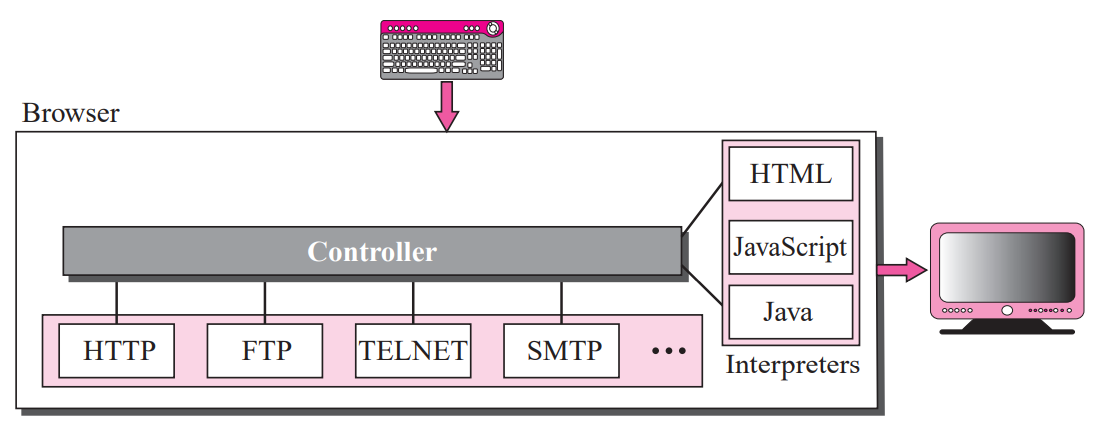 Browser
HTML
Controller
JavaScript
Java
HTTP
FTP
TELNET
SMTP
•••
Interpreters